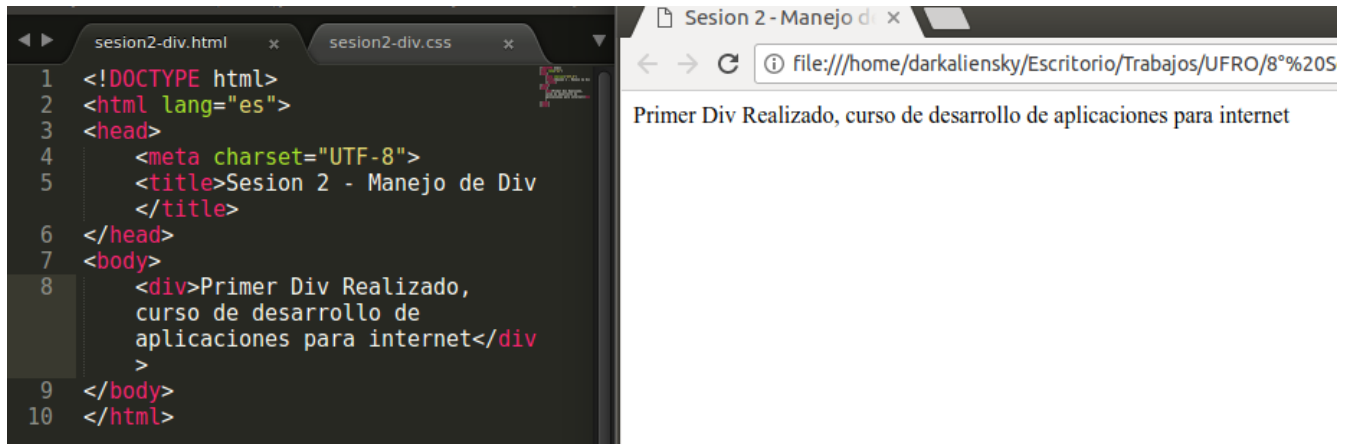 sesion2-div.html × sesion2-div.css ×
1 <!DOCTYPE html>
2 <html lang="es">
3 <head>
4 <meta charset="UTF-8">
5 <title>Sesion 2 - Manejo de Div
</title>
6 </head>
7 <body>
8 <div>Primer Div Realizado,
curso de desarrollo de
aplicaciones para internet</div
>
9 </body>
10 </html>
Sesion 2 - Manejo d ×
file:///home/darkaliensky/Escritorio/Trabajos/UFRO/8°%20S
Primer Div Realizado, curso de desarrollo de aplicaciones para internet